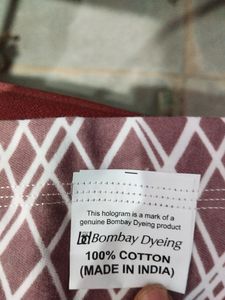 This hologram is a mark of a
genuine Bombay Dyeing product
Bombay Dyeing
100% COTTON
(MADE IN INDIA)